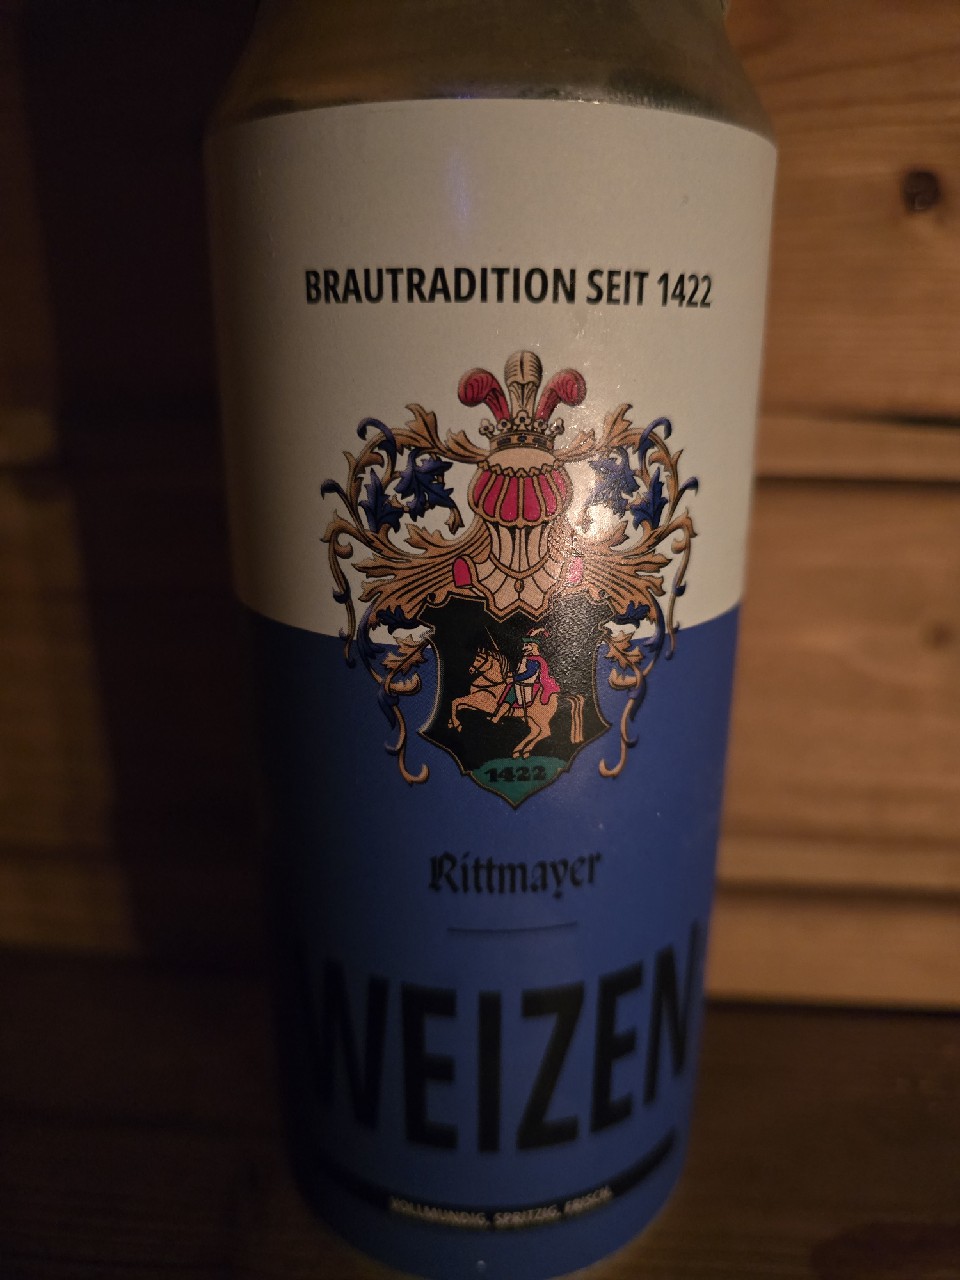 BRAUTRADITION SEIT 1422
1422
Rittmayer
WEIZEN
VOLLMUNDIG, SPRITZIG, FRISCH